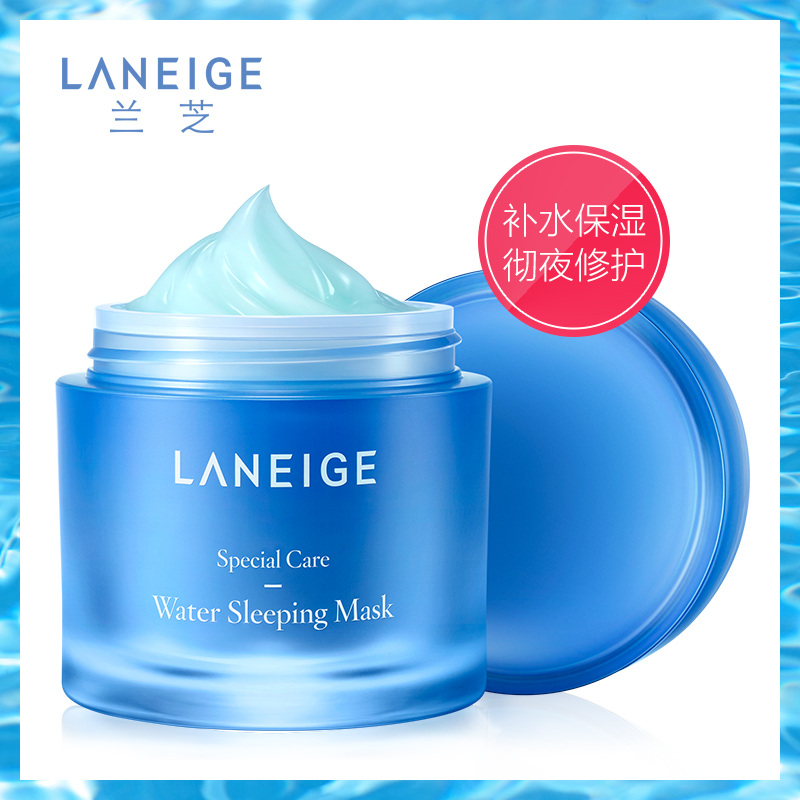 LANEIGE
兰芝
补水保湿
彻夜修护
LANEIGE
Special Care
Water Sleeping Mask